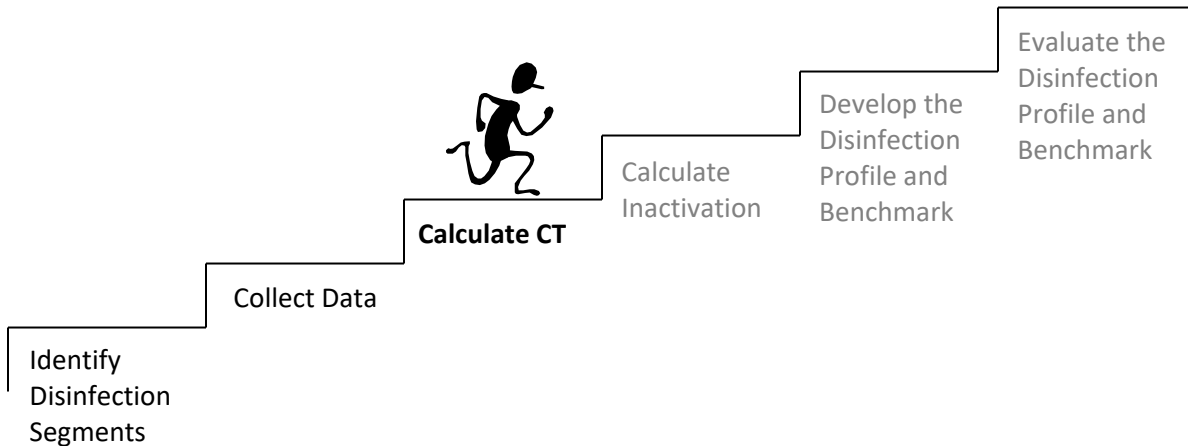 Identify
Disinfection
Segments
Collect Data
Calculate CT
Calculate
Inactivation
Develop the
Disinfection
Profile and
Benchmark
Evaluate the
Disinfection
Profile and
Benchmark